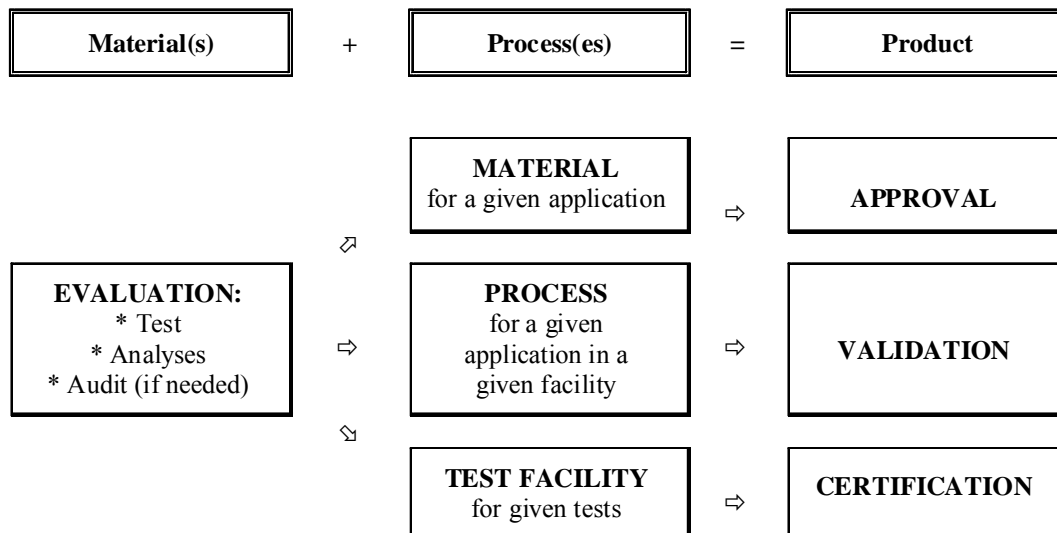 Material(s) + Process(es) = Product
MATERIAL
for a given application ⇨ APPROVAL
⬀
EVALUATION:
* Test
* Analyses
* Audit (if needed)
⇨
PROCESS
for a given
application in a
given facility
⇨ VALIDATION
⬂
TEST FACILITY
for given tests
⇨ CERTIFICATION